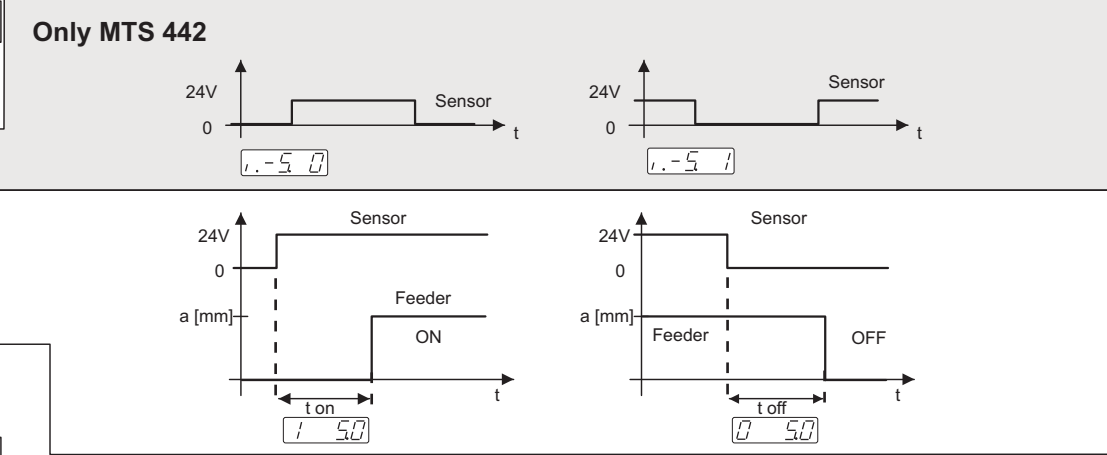 Only MTS 442
24V
Sensor
0
t
ı.-S. 0
24V
Sensor
0
t
ı.-S. 1
Sensor
24V
0
Feeder
a [mm]
ON
t
t on
1 5.0
Sensor
24V
0
a [mm]
Feeder
OFF
t
t off
0 5.0